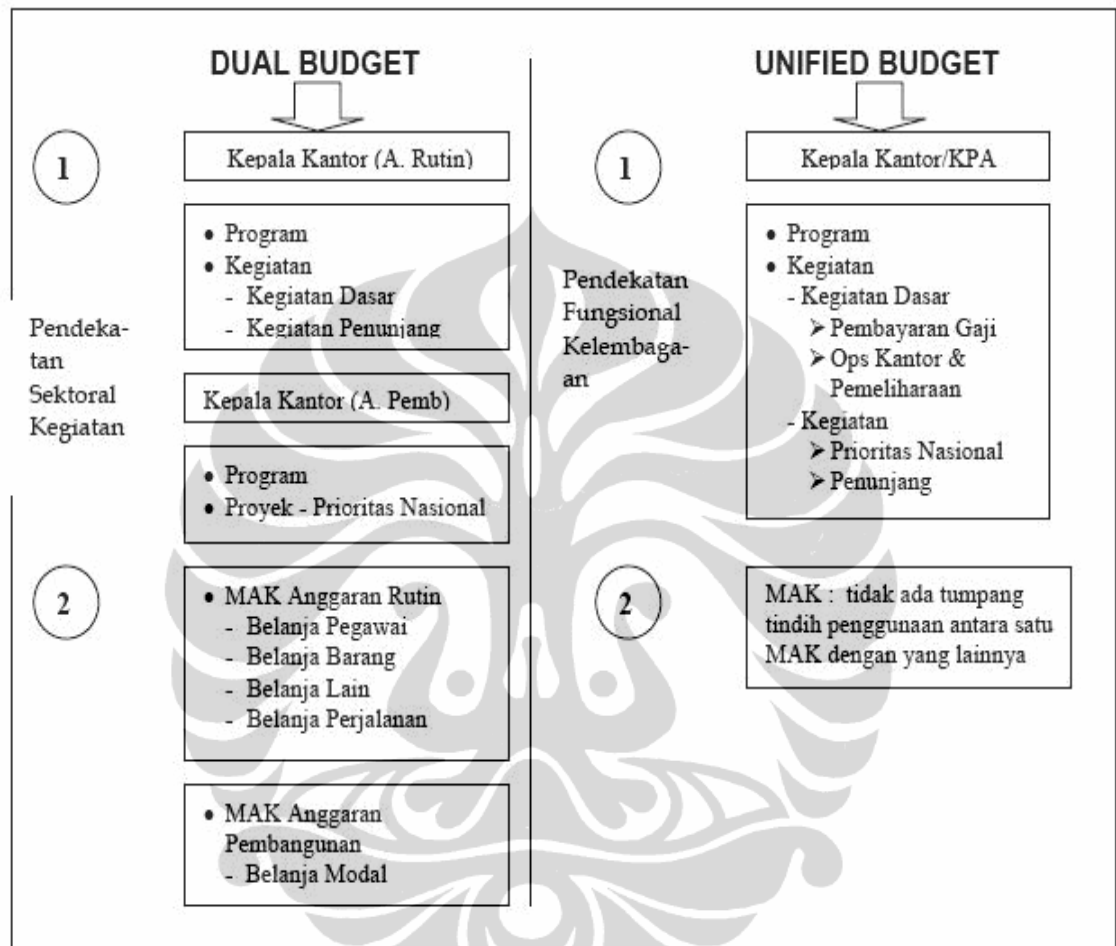 DUAL BUDGET
1
Kepala Kantor (A. Rutin)
• Program
• Kegiatan
- Kegiatan Dasar
- Kegiatan Penunjang
Pendeka-
tan
Sektoral
Kegiatan
Kepala Kantor (A. Pemb)
• Program
• Proyek - Prioritas Nasional
2
• MAK Anggaran Rutin
- Belanja Pegawai
- Belanja Barang
- Belanja Lain
- Belanja Perjalanan
• MAK Anggaran
Pembangunan
- Belanja Modal
UNIFIED BUDGET
1
Kepala Kantor/KPA
Pendekatan
Fungsional
Kelembaga-
an
• Program
• Kegiatan
- Kegiatan Dasar
➢ Pembayaran Gaji
➢ Ops Kantor &
Pemeliharaan
- Kegiatan
➢ Prioritas Nasional
➢ Penunjang
2
MAK : tidak ada tumpang
tindih penggunaan antara satu
MAK dengan yang lainnya